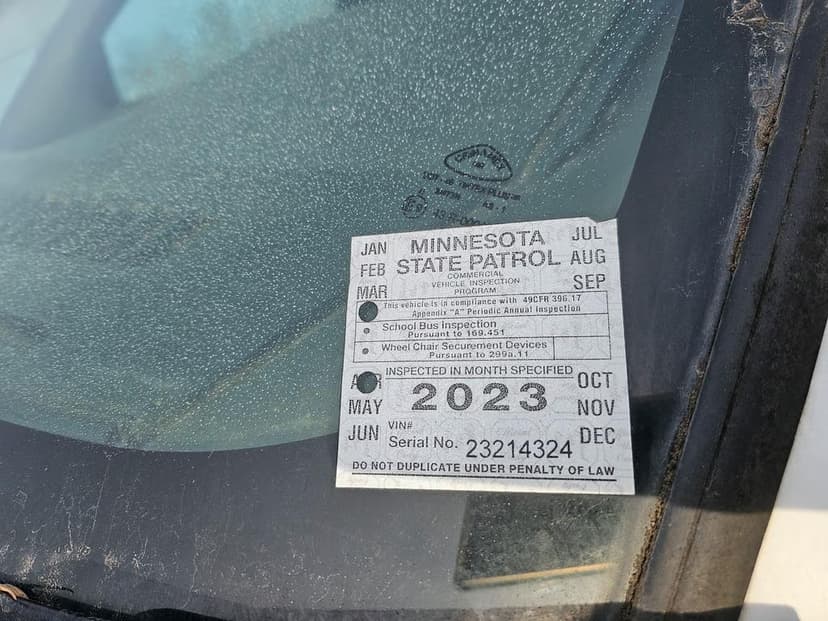 JAN MINNESOTA JUL
FEB STATE PATROL AUG
COMMERCIAL
MAR VEHICLE INSPECTION SEP
PROGRAM
This vehicle is in compliance with 49CFR 396.17
Appendix "A" Periodic Annual Inspection
School Bus Inspection
Pursuant to 169.451
Wheel Chair Securement Devices
Pursuant to 299a.11
INSPECTED IN MONTH SPECIFIED
2023 OCT
MAY NOV
JUN VIN# DEC
Serial No. 23214324
DO NOT DUPLICATE UNDER PENALTY OF LAW